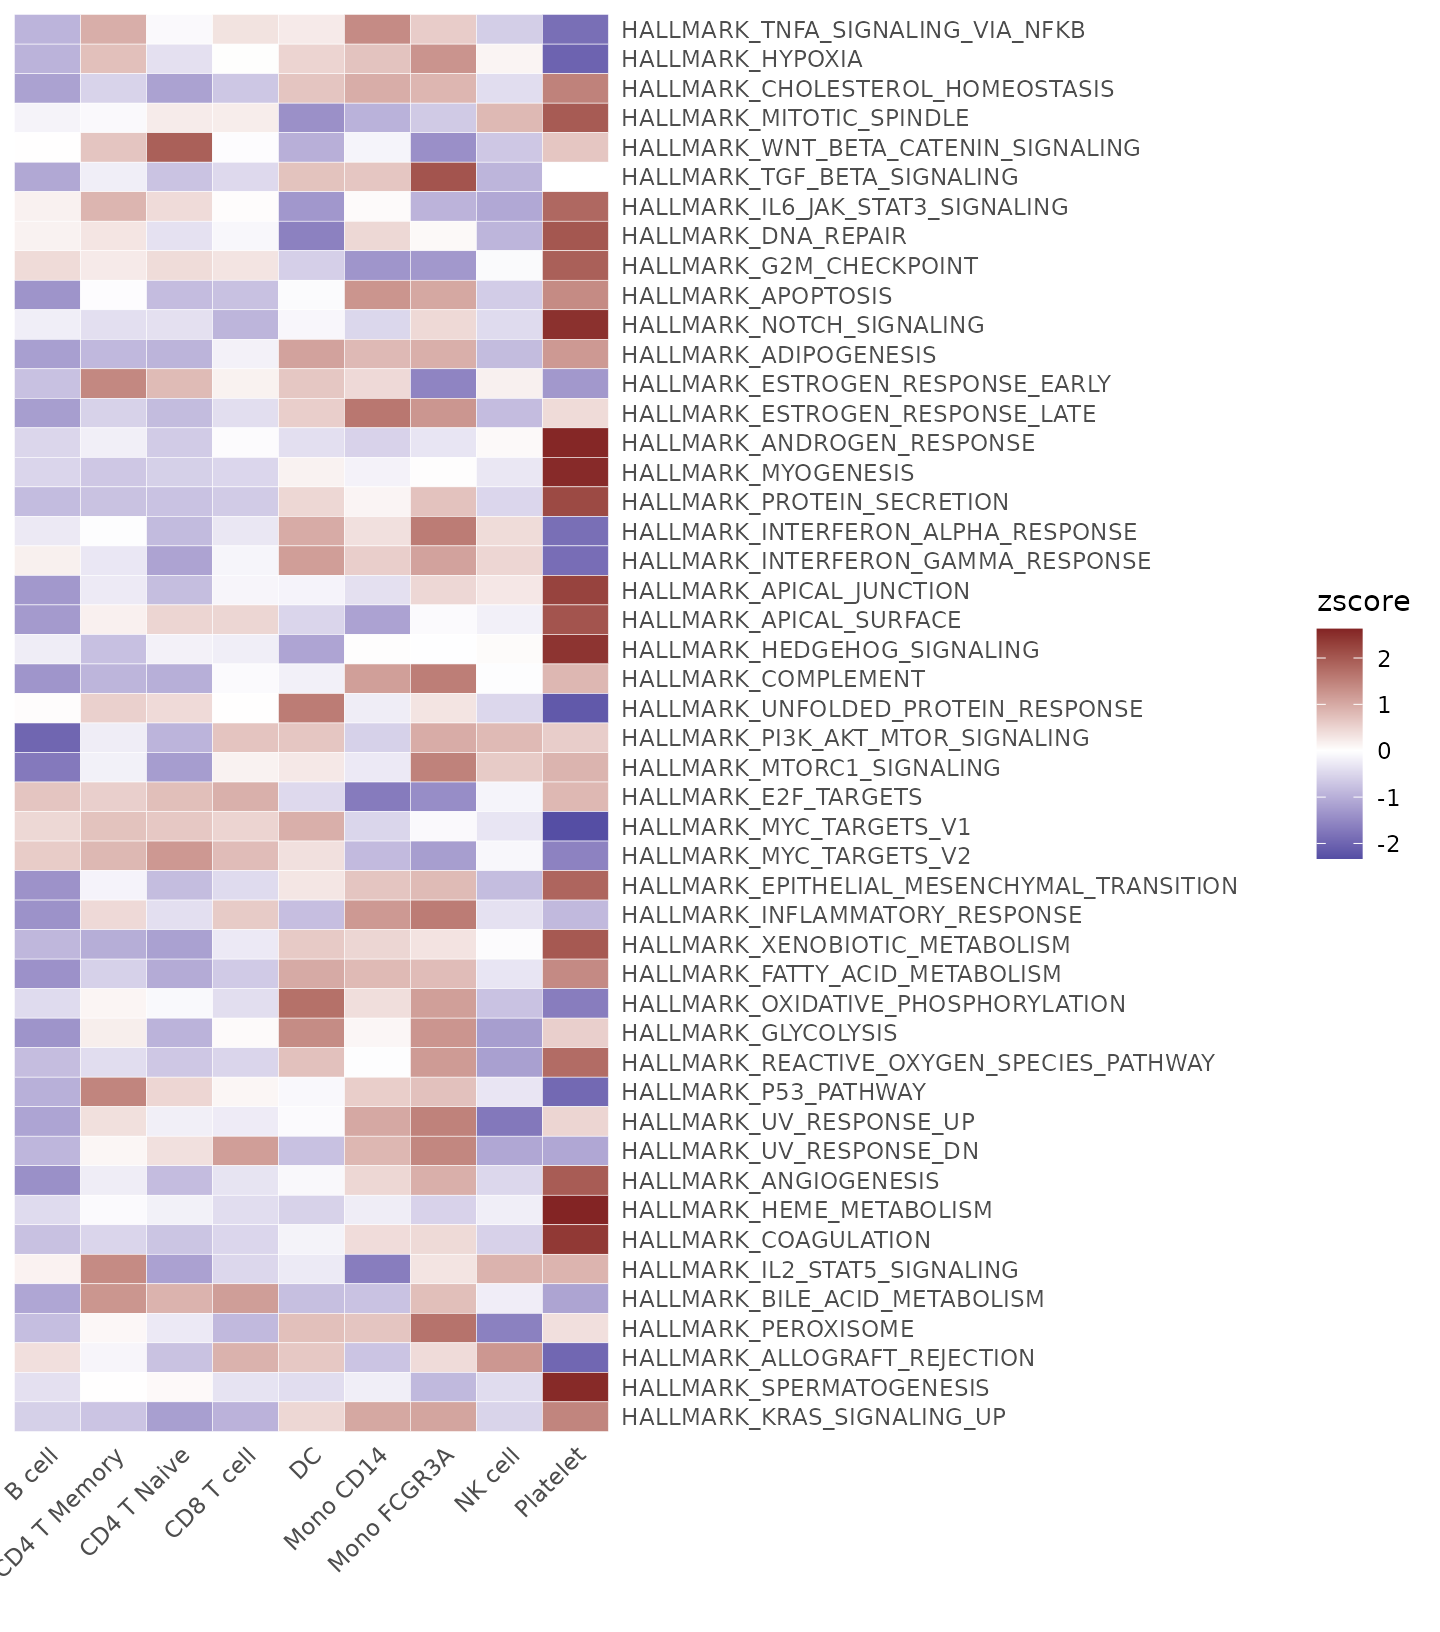 HALLMARK_TNFA_SIGNALING_VIA_NFKB
HALLMARK_HYPOXIA
HALLMARK_CHOLESTEROL_HOMEOSTASIS
HALLMARK_MITOTIC_SPINDLE
HALLMARK_WNT_BETA_CATENIN_SIGNALING
HALLMARK_TGF_BETA_SIGNALING
HALLMARK_IL6_JAK_STAT3_SIGNALING
HALLMARK_DNA_REPAIR
HALLMARK_G2M_CHECKPOINT
HALLMARK_APOPTOSIS
HALLMARK_NOTCH_SIGNALING
HALLMARK_ADIPOGENESIS
HALLMARK_ESTROGEN_RESPONSE_EARLY
HALLMARK_ESTROGEN_RESPONSE_LATE
HALLMARK_ANDROGEN_RESPONSE
HALLMARK_MYOGENESIS
HALLMARK_PROTEIN_SECRETION
HALLMARK_INTERFERON_ALPHA_RESPONSE
HALLMARK_INTERFERON_GAMMA_RESPONSE
HALLMARK_APICAL_JUNCTION
HALLMARK_APICAL_SURFACE
HALLMARK_HEDGEHOG_SIGNALING
HALLMARK_COMPLEMENT
HALLMARK_UNFOLDED_PROTEIN_RESPONSE
HALLMARK_PI3K_AKT_MTOR_SIGNALING
HALLMARK_MTORC1_SIGNALING
HALLMARK_E2F_TARGETS
HALLMARK_MYC_TARGETS_V1
HALLMARK_MYC_TARGETS_V2
HALLMARK_EPITHELIAL_MESENCHYMAL_TRANSITION
HALLMARK_INFLAMMATORY_RESPONSE
HALLMARK_XENOBIOTIC_METABOLISM
HALLMARK_FATTY_ACID_METABOLISM
HALLMARK_OXIDATIVE_PHOSPHORYLATION
HALLMARK_GLYCOLYSIS
HALLMARK_REACTIVE_OXYGEN_SPECIES_PATHWAY
HALLMARK_P53_PATHWAY
HALLMARK_UV_RESPONSE_UP
HALLMARK_UV_RESPONSE_DN
HALLMARK_ANGIOGENESIS
HALLMARK_HEME_METABOLISM
HALLMARK_COAGULATION
HALLMARK_IL2_STAT5_SIGNALING
HALLMARK_BILE_ACID_METABOLISM
HALLMARK_PEROXISOME
HALLMARK_ALLOGRAFT_REJECTION
HALLMARK_SPERMATOGENESIS
HALLMARK_KRAS_SIGNALING_UP
B cell
CD4 T Memory
CD4 T Naive
CD8 T cell
DC
Mono CD14
Mono FCGR3A
NK cell
Platelet
zscore
2
1
0
-1
-2